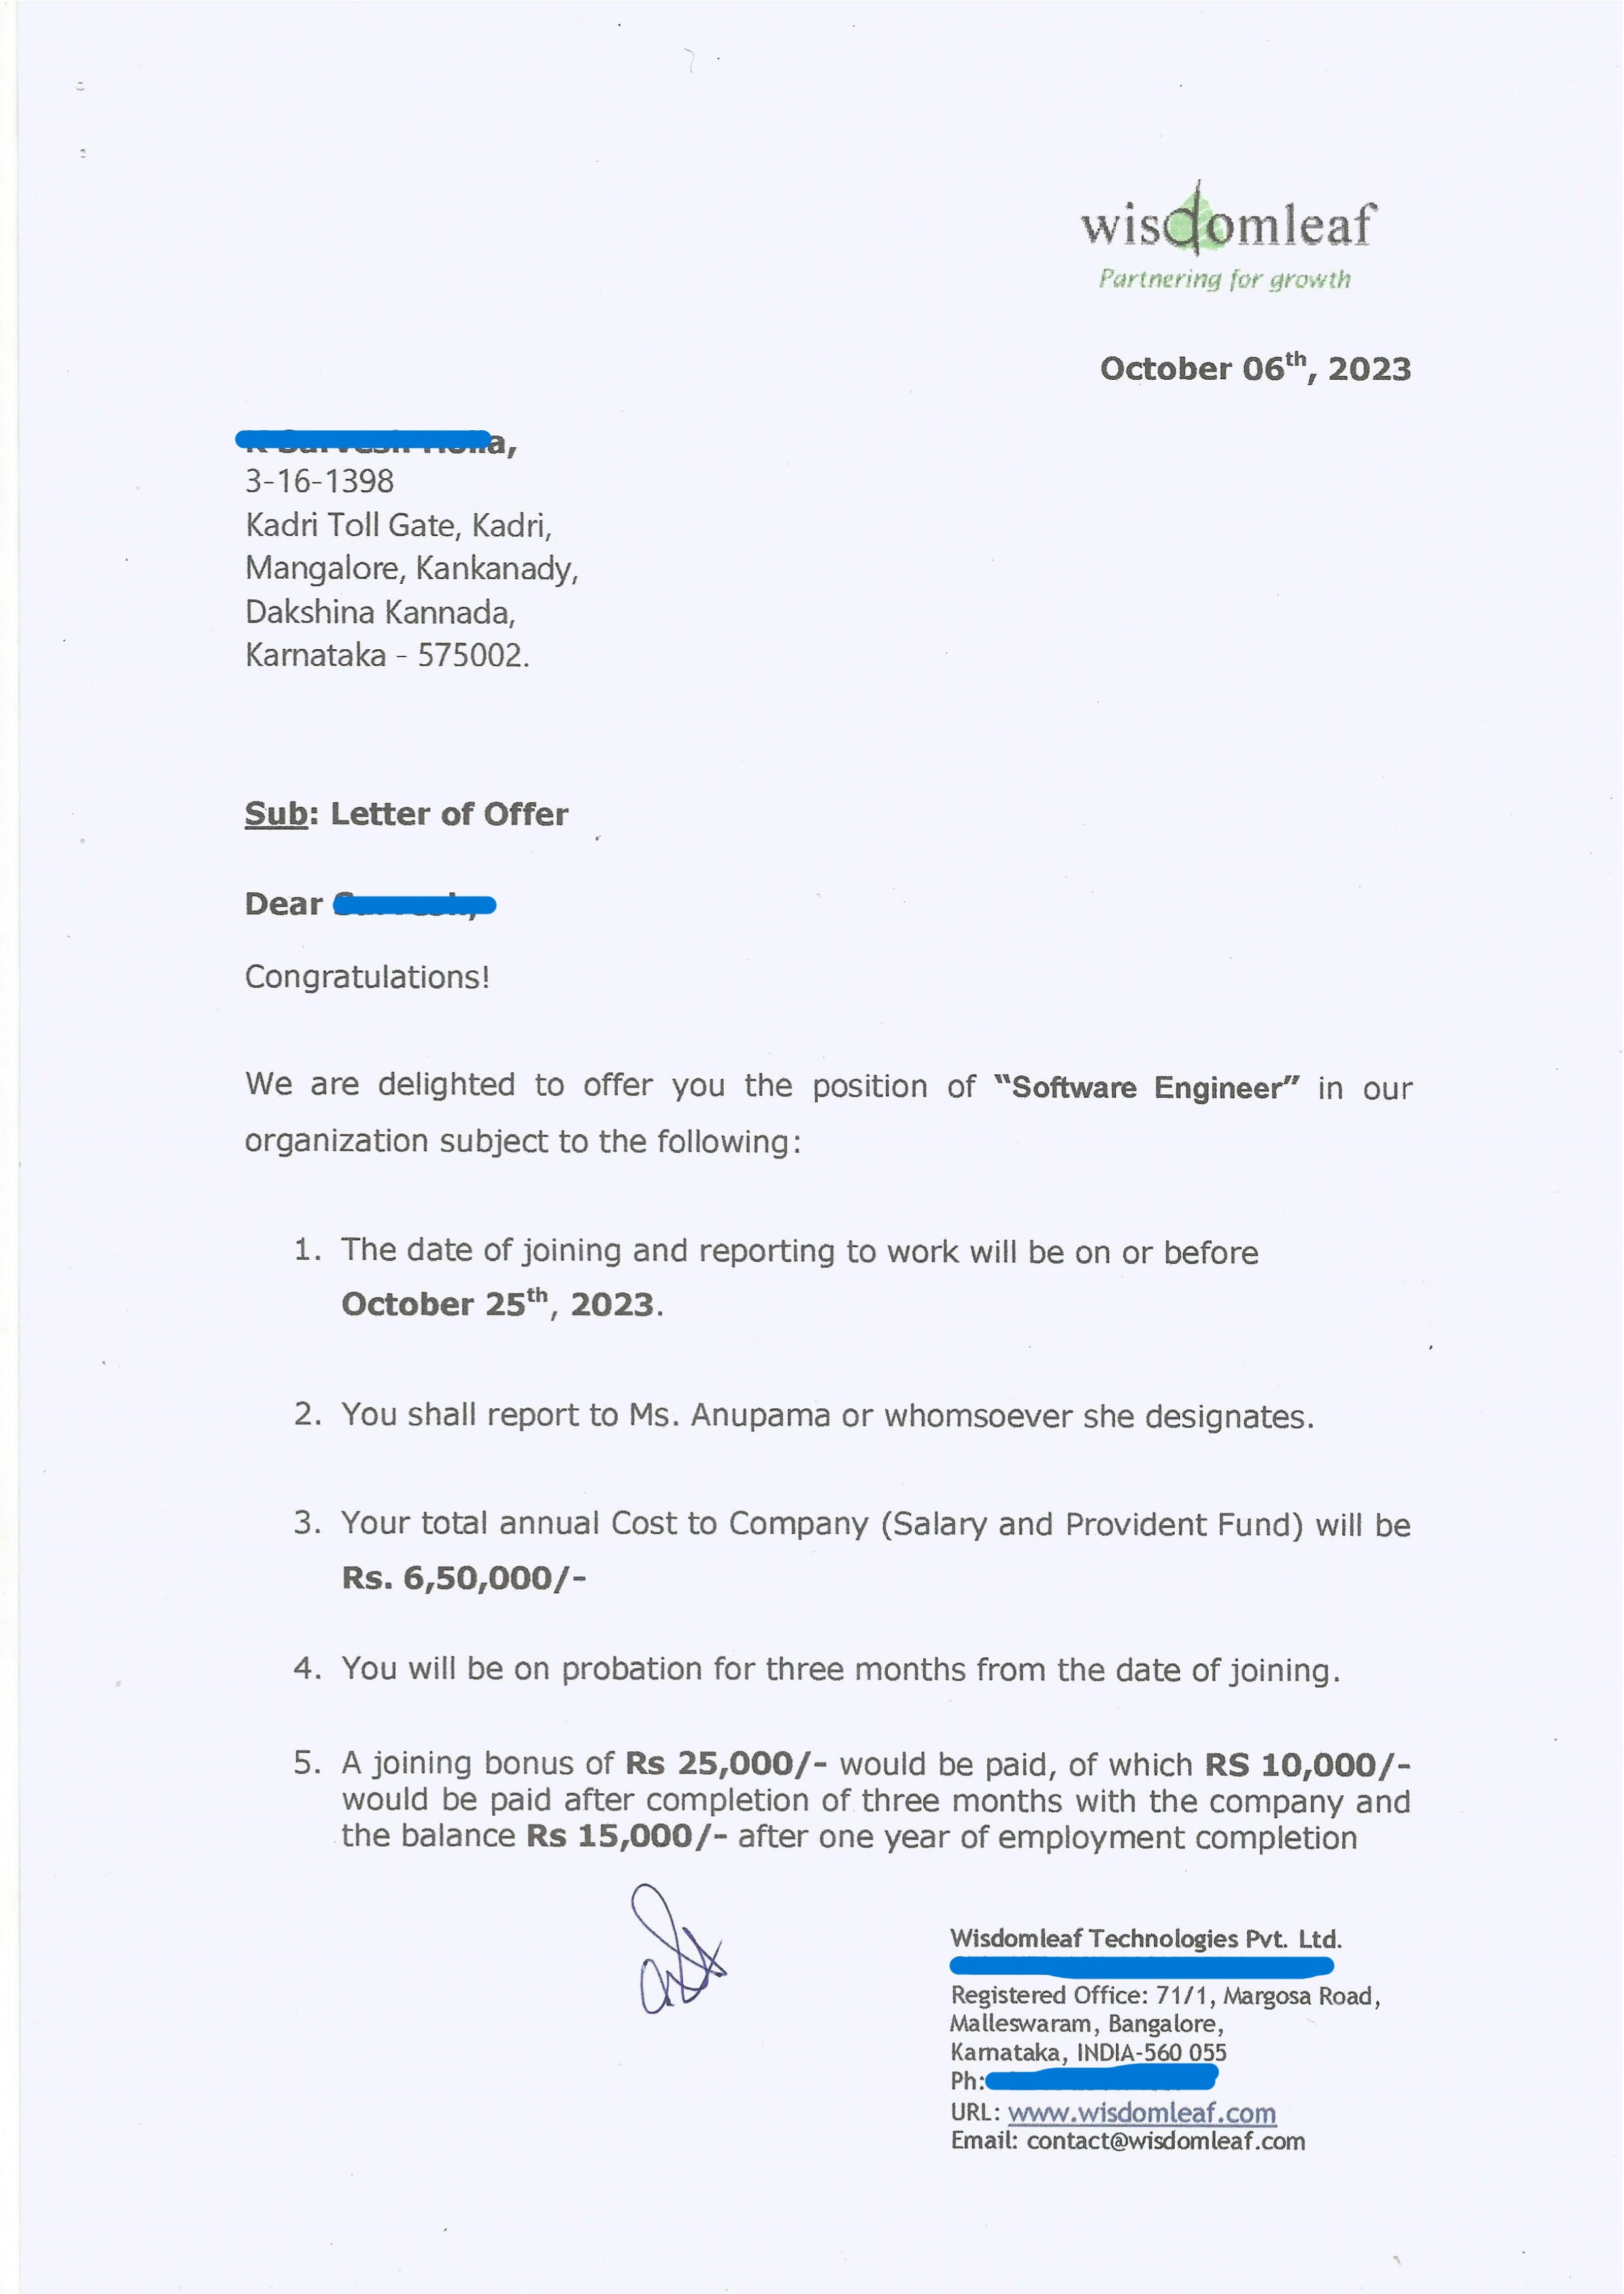 wisdomleaf
Partnering for growth
October 06th, 2023
3-16-1398
Kadri Toll Gate, Kadri,
Mangalore, Kankanady,
Dakshina Kannada,
Karnataka - 575002.
Sub: Letter of Offer
Dear
Congratulations!
We are delighted to offer you the position of “Software Engineer” in our
organization subject to the following:
1. The date of joining and reporting to work will be on or before
October 25th, 2023.
2. You shall report to Ms. Anupama or whomsoever she designates.
3. Your total annual Cost to Company (Salary and Provident Fund) will be
Rs. 6,50,000/-
4. You will be on probation for three months from the date of joining.
5. A joining bonus of Rs 25,000/- would be paid, of which RS 10,000/-
would be paid after completion of three months with the company and
the balance Rs 15,000/- after one year of employment completion
Wisdomleaf Technologies Pvt. Ltd.
Registered Office: 71/1, Margosa Road,
Malleswaram, Bangalore,
Karnataka, INDIA-560 055
Ph:
URL: www.wisdomleaf.com
Email: contact@wisdomleaf.com